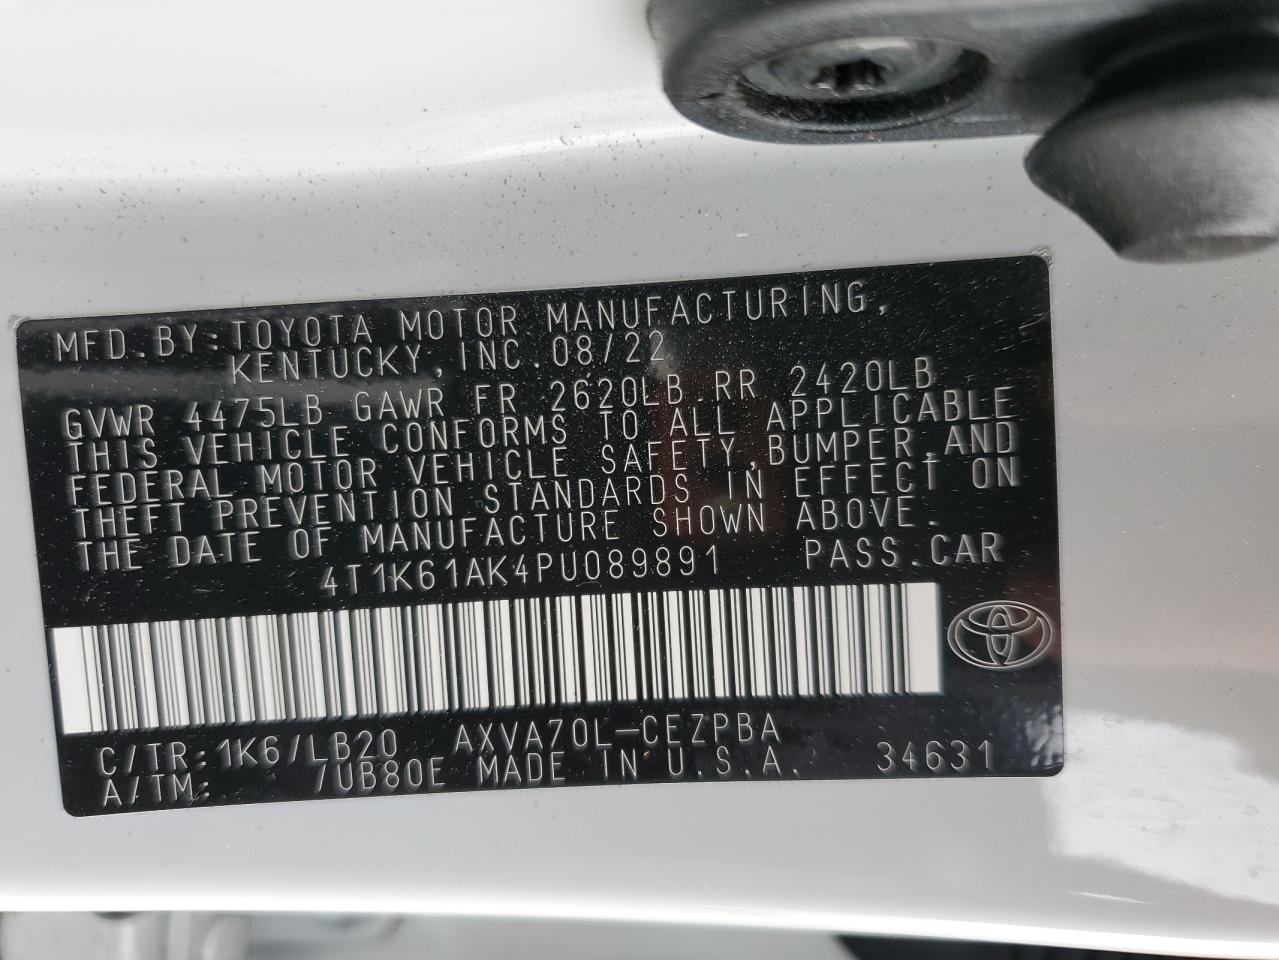 MFD.BY:TOYOTA MOTOR MANUFACTURING,
KENTUCKY, INC.08/22
GVWR 4475LB GAWR FR 2620LB RR 2420LB
THIS VEHICLE CONFORMS TO ALL APPLICABLE
FEDERAL MOTOR VEHICLE SAFETY,BUMPER,AND
THEFT PREVENTION STANDARDS IN EFFECT ON
THE DATE OF MANUFACTURE SHOWN ABOVE.
4T1K61AK4PU089891 PASS.CAR
C/TR:1K6/LB20 AXVA70L-CEZPBA
A/TM: /UB80E MADE IN U.S.A. 34631